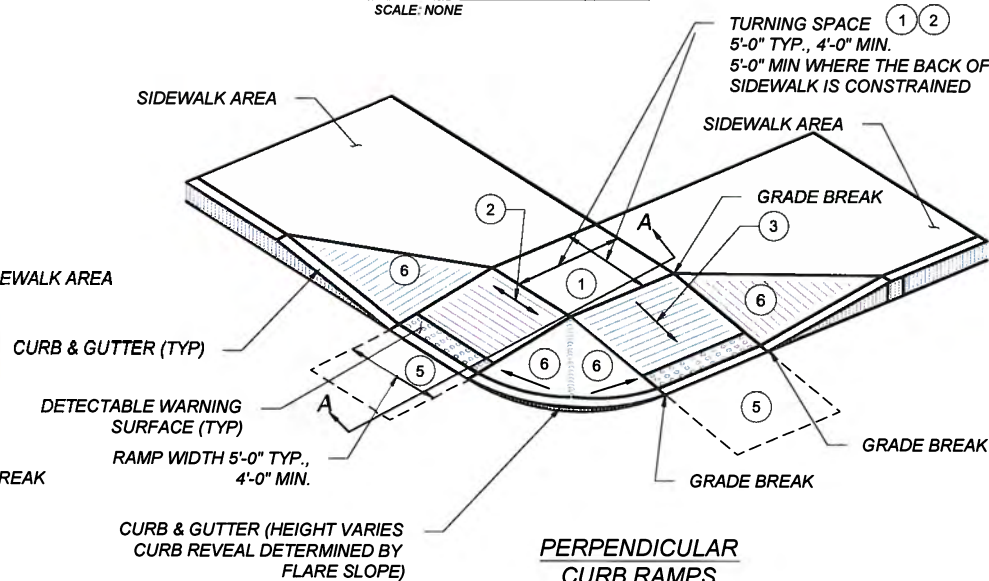 SCALE: NONE
TURNING SPACE 1 2
5'-0" TYP., 4'-0" MIN.
5'-0" MIN WHERE THE BACK OF
SIDEWALK IS CONSTRAINED
SIDEWALK AREA
SIDEWALK AREA
GRADE BREAK
2
A
3
6
1
6
EWALK AREA
CURB & GUTTER (TYP)
6
6
5
5
DETECTABLE WARNING
SURFACE (TYP)
A
RAMP WIDTH 5'-0" TYP.,
4'-0" MIN.
GRADE BREAK
REAK
GRADE BREAK
CURB & GUTTER (HEIGHT VARIES
CURB REVEAL DETERMINED BY
FLARE SLOPE)
PERPENDICULAR
CURB RAMPS